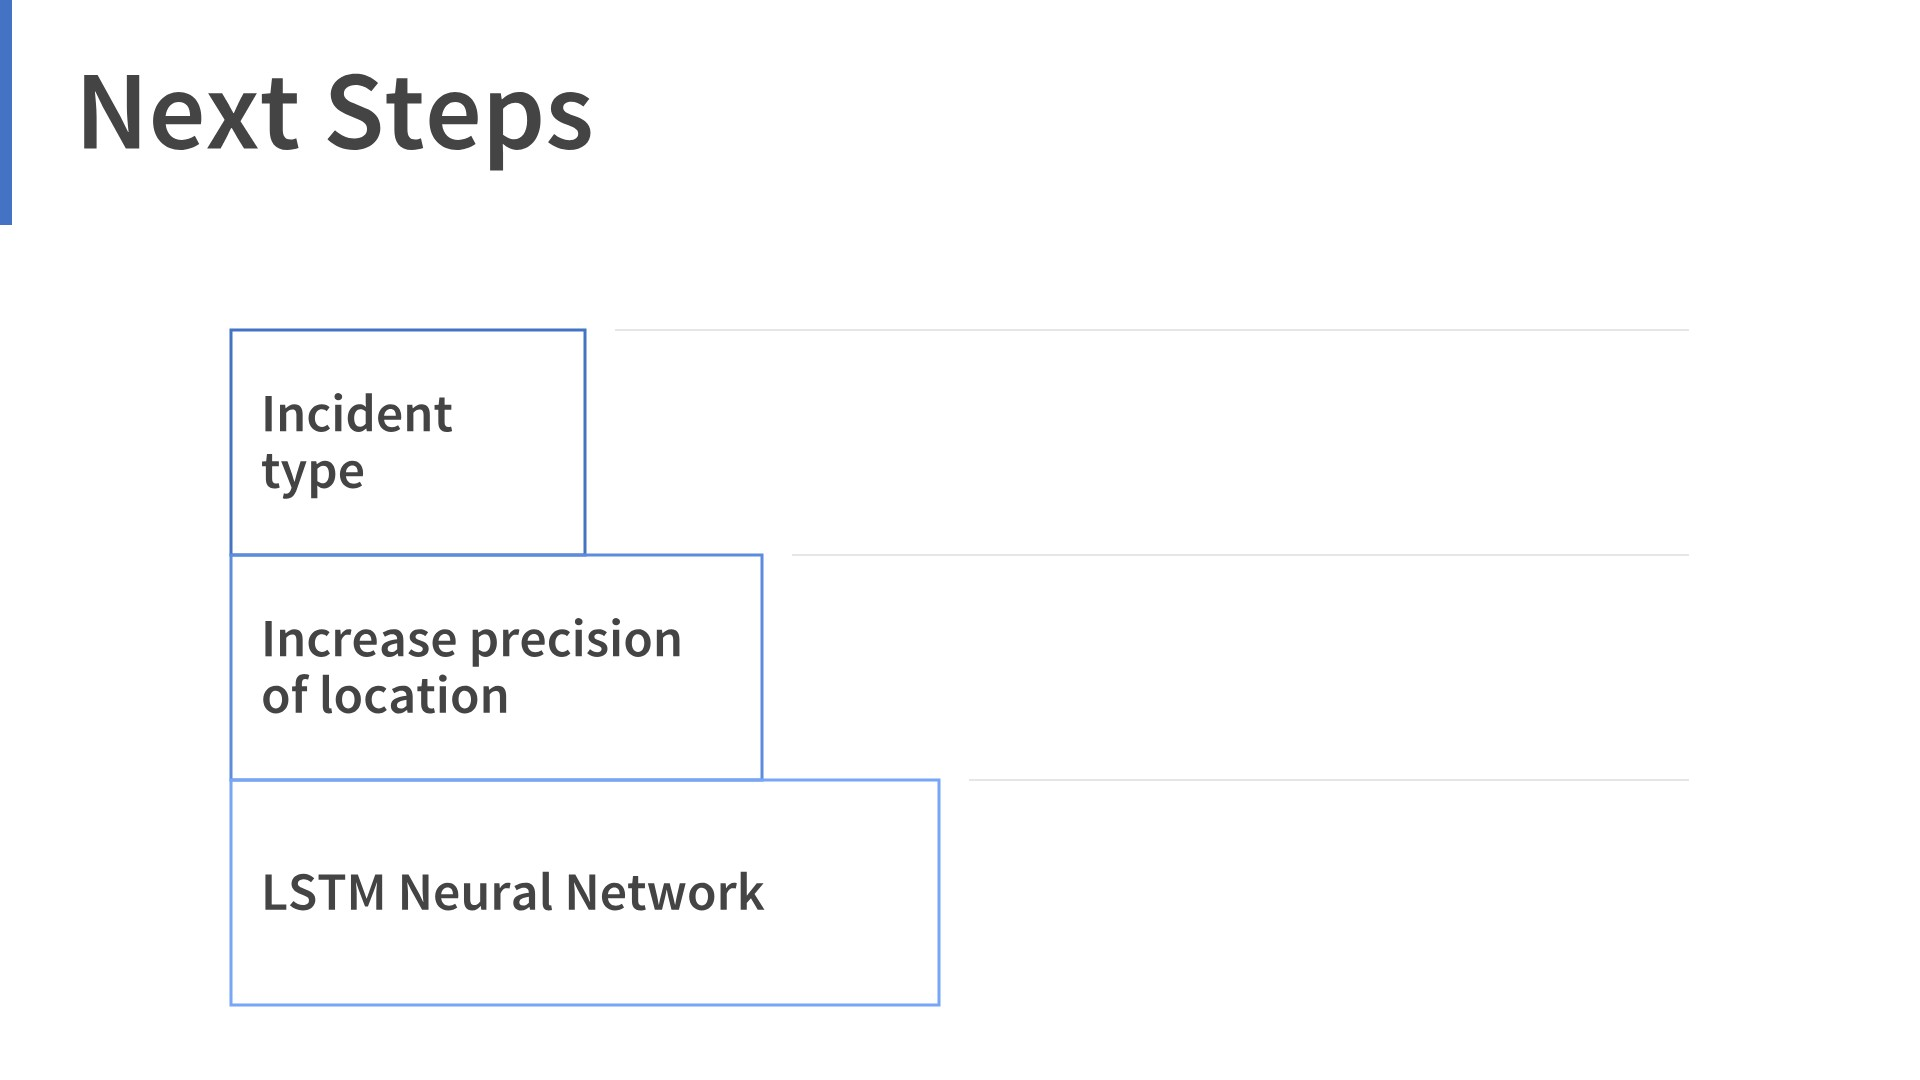 Next Steps
Incident
type
Increase precision
of location
LSTM Neural Network